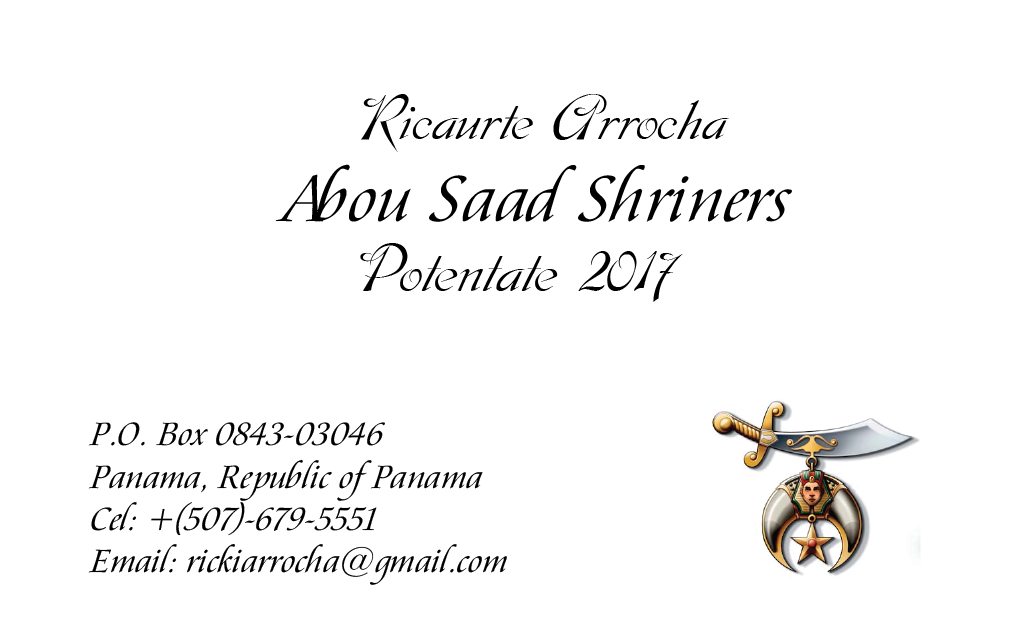 Ricaurte Arrocha
Abou Saad Shriners
Potentate 2017
P.O. Box 0843-03046
Panama, Republic of Panama
Cel: +(507)-679-5551
Email: rickiarrocha@gmail.com